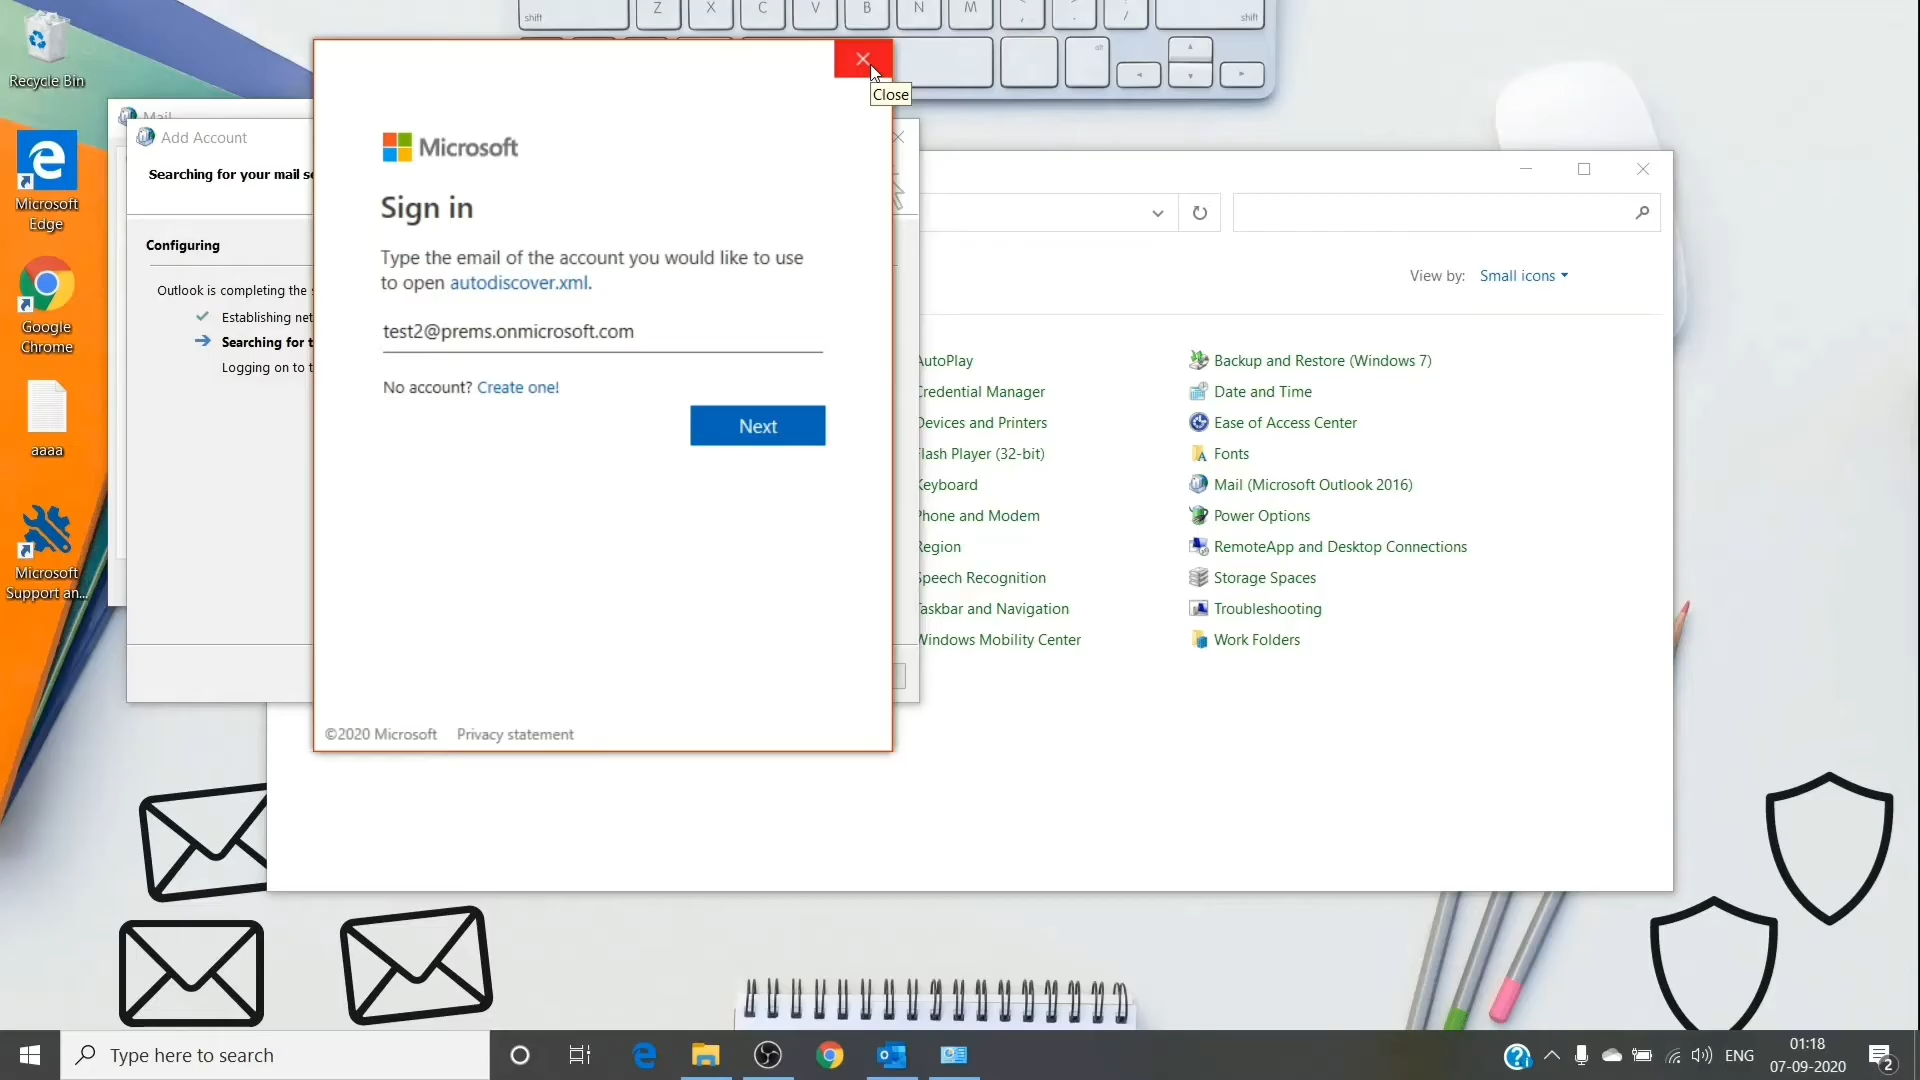 shift
Z
X
C
V
B
N
M
shift
Recycle Bin
Microsoft
Edge
Google
Chrome
aaaa
Microsoft
Support an...
Mail
Add Account
Searching for your mail
Configuring
Outlook is completing the
Establishing
Searching for
Logging on to
Close
Microsoft
Sign in
Type the email of the account you would like to use
to open autodiscover.xml.
test2@prems.onmicrosoft.com
No account? Create one!
Next
©2020 Microsoft Privacy statement
View by: Small icons
AutoPlay
Credential Manager
Devices and Printers
Flash Player (32-bit)
Keyboard
Phone and Modem
Region
Speech Recognition
Taskbar and Navigation
Windows Mobility Center
Backup and Restore (Windows 7)
Date and Time
Ease of Access Center
Fonts
Mail (Microsoft Outlook 2016)
Power Options
RemoteApp and Desktop Connections
Storage Spaces
Troubleshooting
Work Folders
Type here to search
ENG
01:18
07-09-2020
2